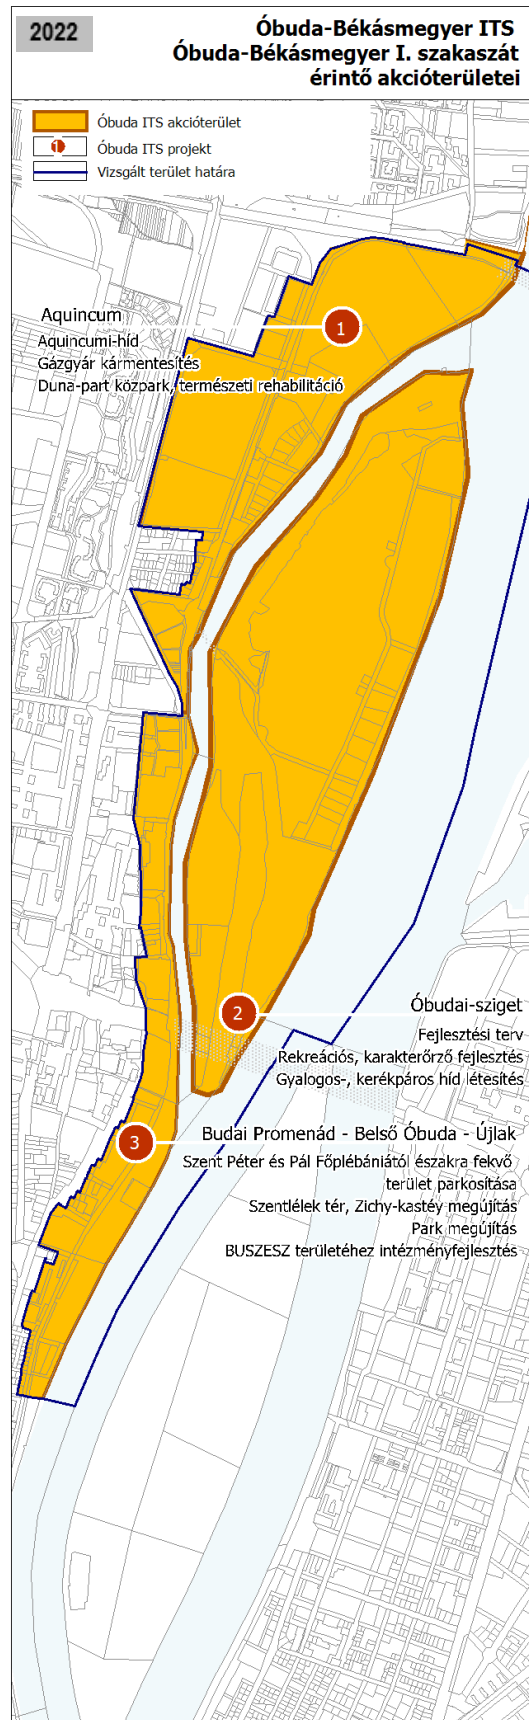 2022
Óbuda-Békásmegyer ITS
Óbuda-Békásmegyer I. szakaszát
érintő akcióterületei
Óbuda ITS akcióterület
1
Óbuda ITS projekt
Vizsgált terület határa
Aquincum
1
Aquincumi-híd
Gázgyár kármentesítés
Duna-part közpark, természeti rehabilitáció
2
Óbudai-sziget
Fejlesztési terv
Rekreációs, karakterőrző fejlesztés
Gyalogos-, kerékpáros híd létesítés
3
Budai Promenád - Belső Óbuda - Újlak
Szent Péter és Pál Főplébániától északra fekvő
terület parkosítása
Szentlélek tér, Zichy-kastéy megújítás
Park megújítás
BUSZESZ területéhez intézményfejlesztés